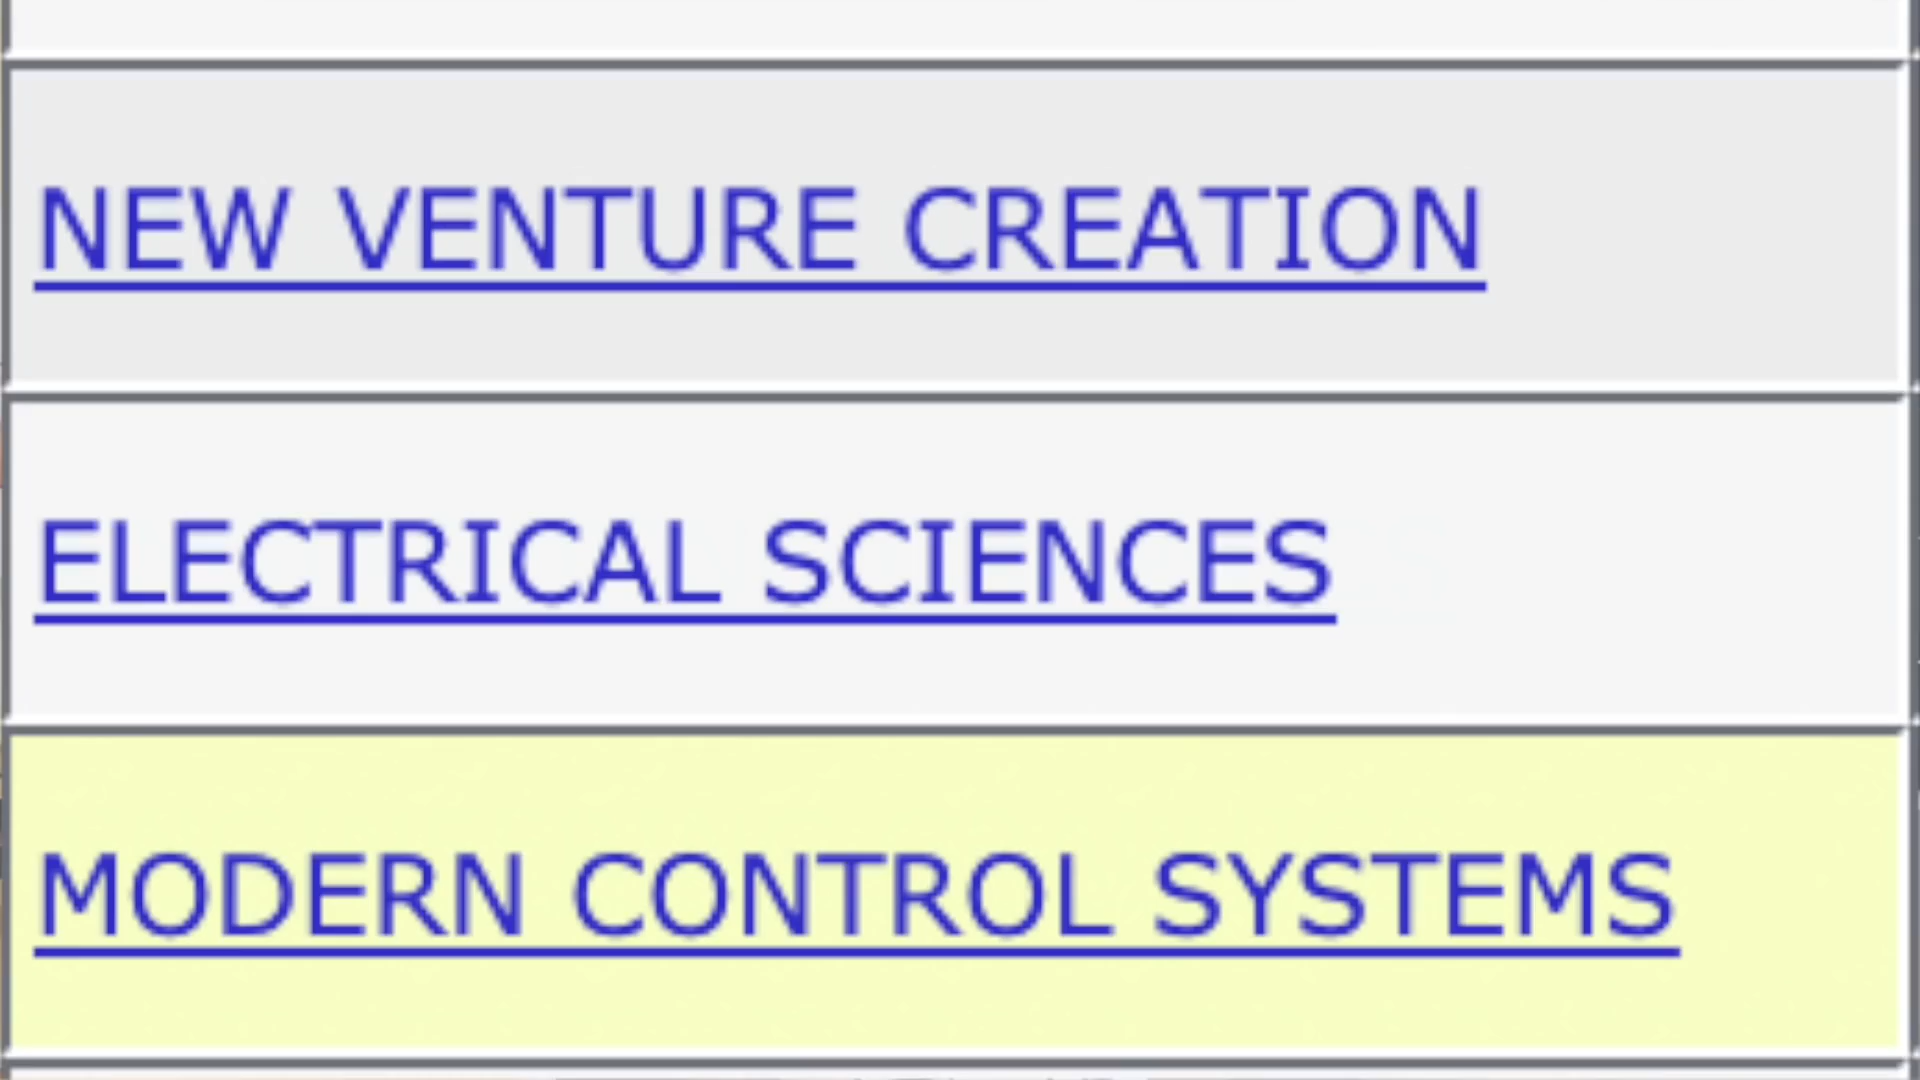 NEW VENTURE CREATION
ELECTRICAL SCIENCES
MODERN CONTROL SYSTEMS